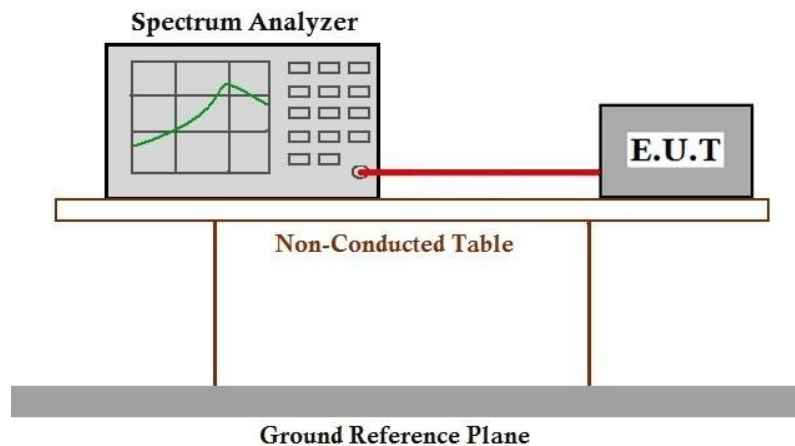 Spectrum Analyzer
E.U.T
Non-Conducted Table
Ground Reference Plane